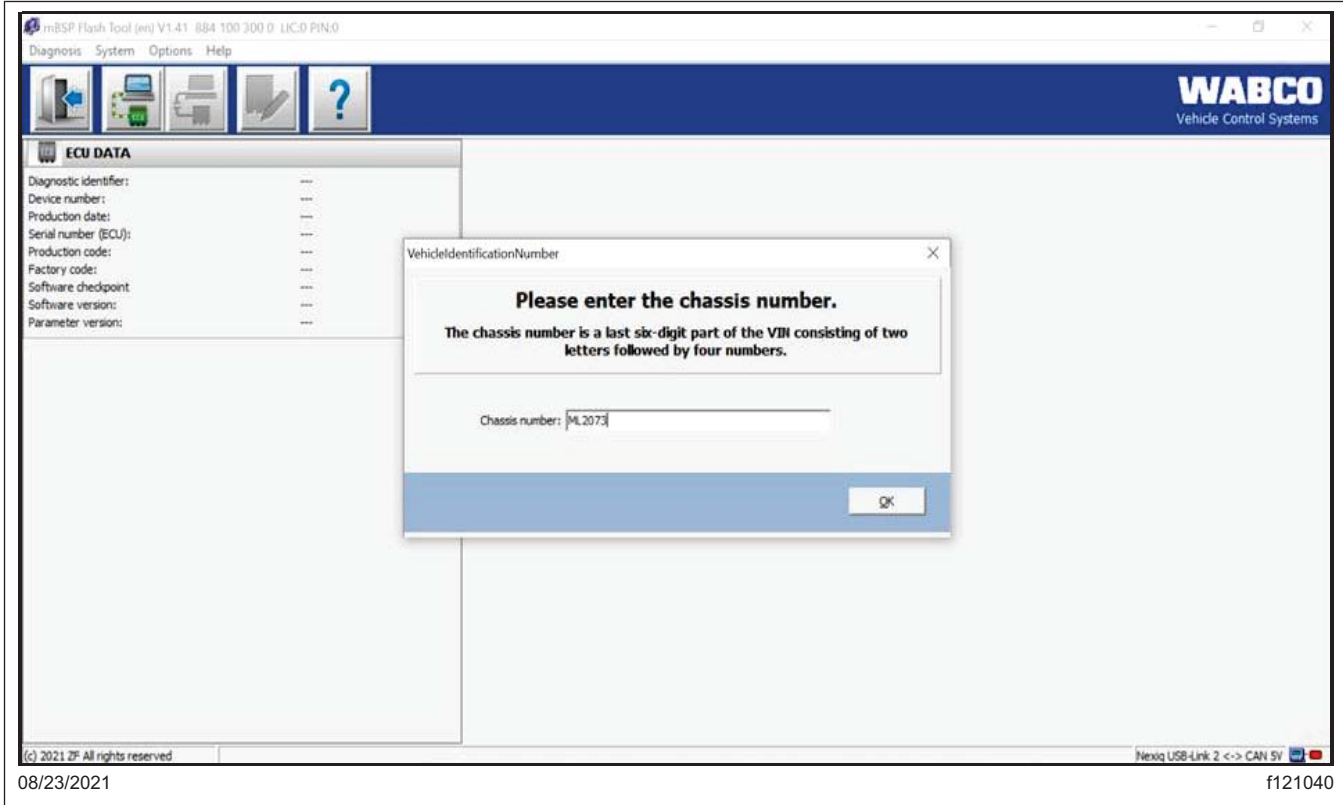 mBSP Flash Tool (en) V1.41 884 100 300 0 LIC:0 PIN:0
Diagnosis System Options Help
?
WABCO
Vehicle Control Systems
ECU DATA
Diagnostic identifier: ---
Device number: ---
Production date: ---
Serial number (ECU): ---
Production code: ---
Factory code: ---
Software checkpoint ---
Software version: ---
Parameter version: ---
VehicleIdentificationNumber
Please enter the chassis number.
The chassis number is a last six-digit part of the VIN consisting of two
letters followed by four numbers.
Chassis number: ML2073
OK
(c) 2021 ZF All rights reserved
Nexiq USB-Link 2 <-> CAN 5V
08/23/2021
f121040